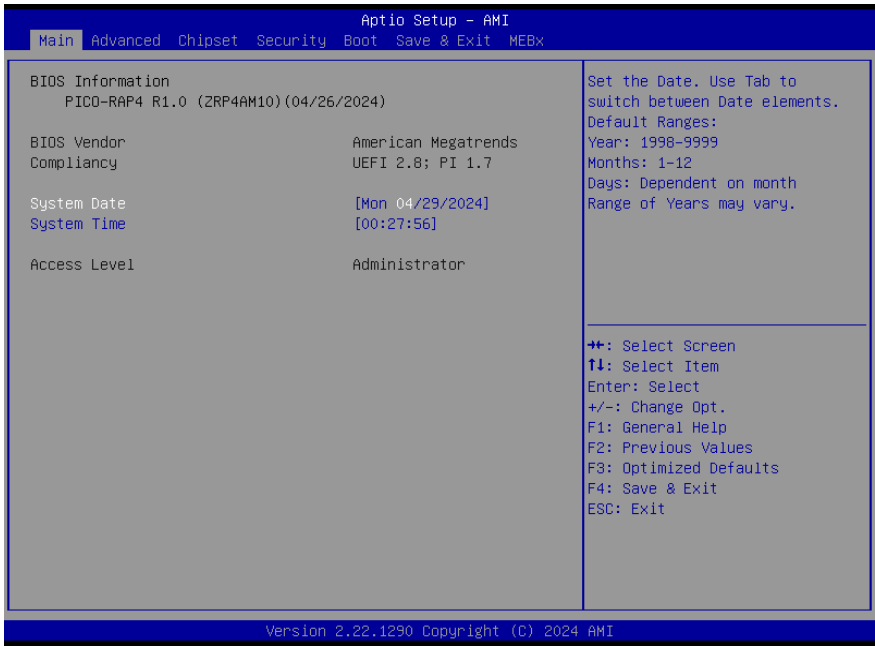 Aptio Setup - AMI
Main Advanced Chipset Security Boot Save & Exit MEBx
BIOS Information
PICO-RAP4 R1.0 (ZRP4AM10)(04/26/2024)
BIOS Vendor American Megatrends
Compliancy UEFI 2.8; PI 1.7
System Date [Mon 04/29/2024]
System Time [00:27:56]
Access Level Administrator
Set the Date. Use Tab to
switch between Date elements.
Default Ranges:
Year: 1998-9999
Months: 1-12
Days: Dependent on month
Range of Years may vary.
→←: Select Screen
↑↓: Select Item
Enter: Select
+/-: Change Opt.
F1: General Help
F2: Previous Values
F3: Optimized Defaults
F4: Save & Exit
ESC: Exit
Version 2.22.1290 Copyright (C) 2024 AMI